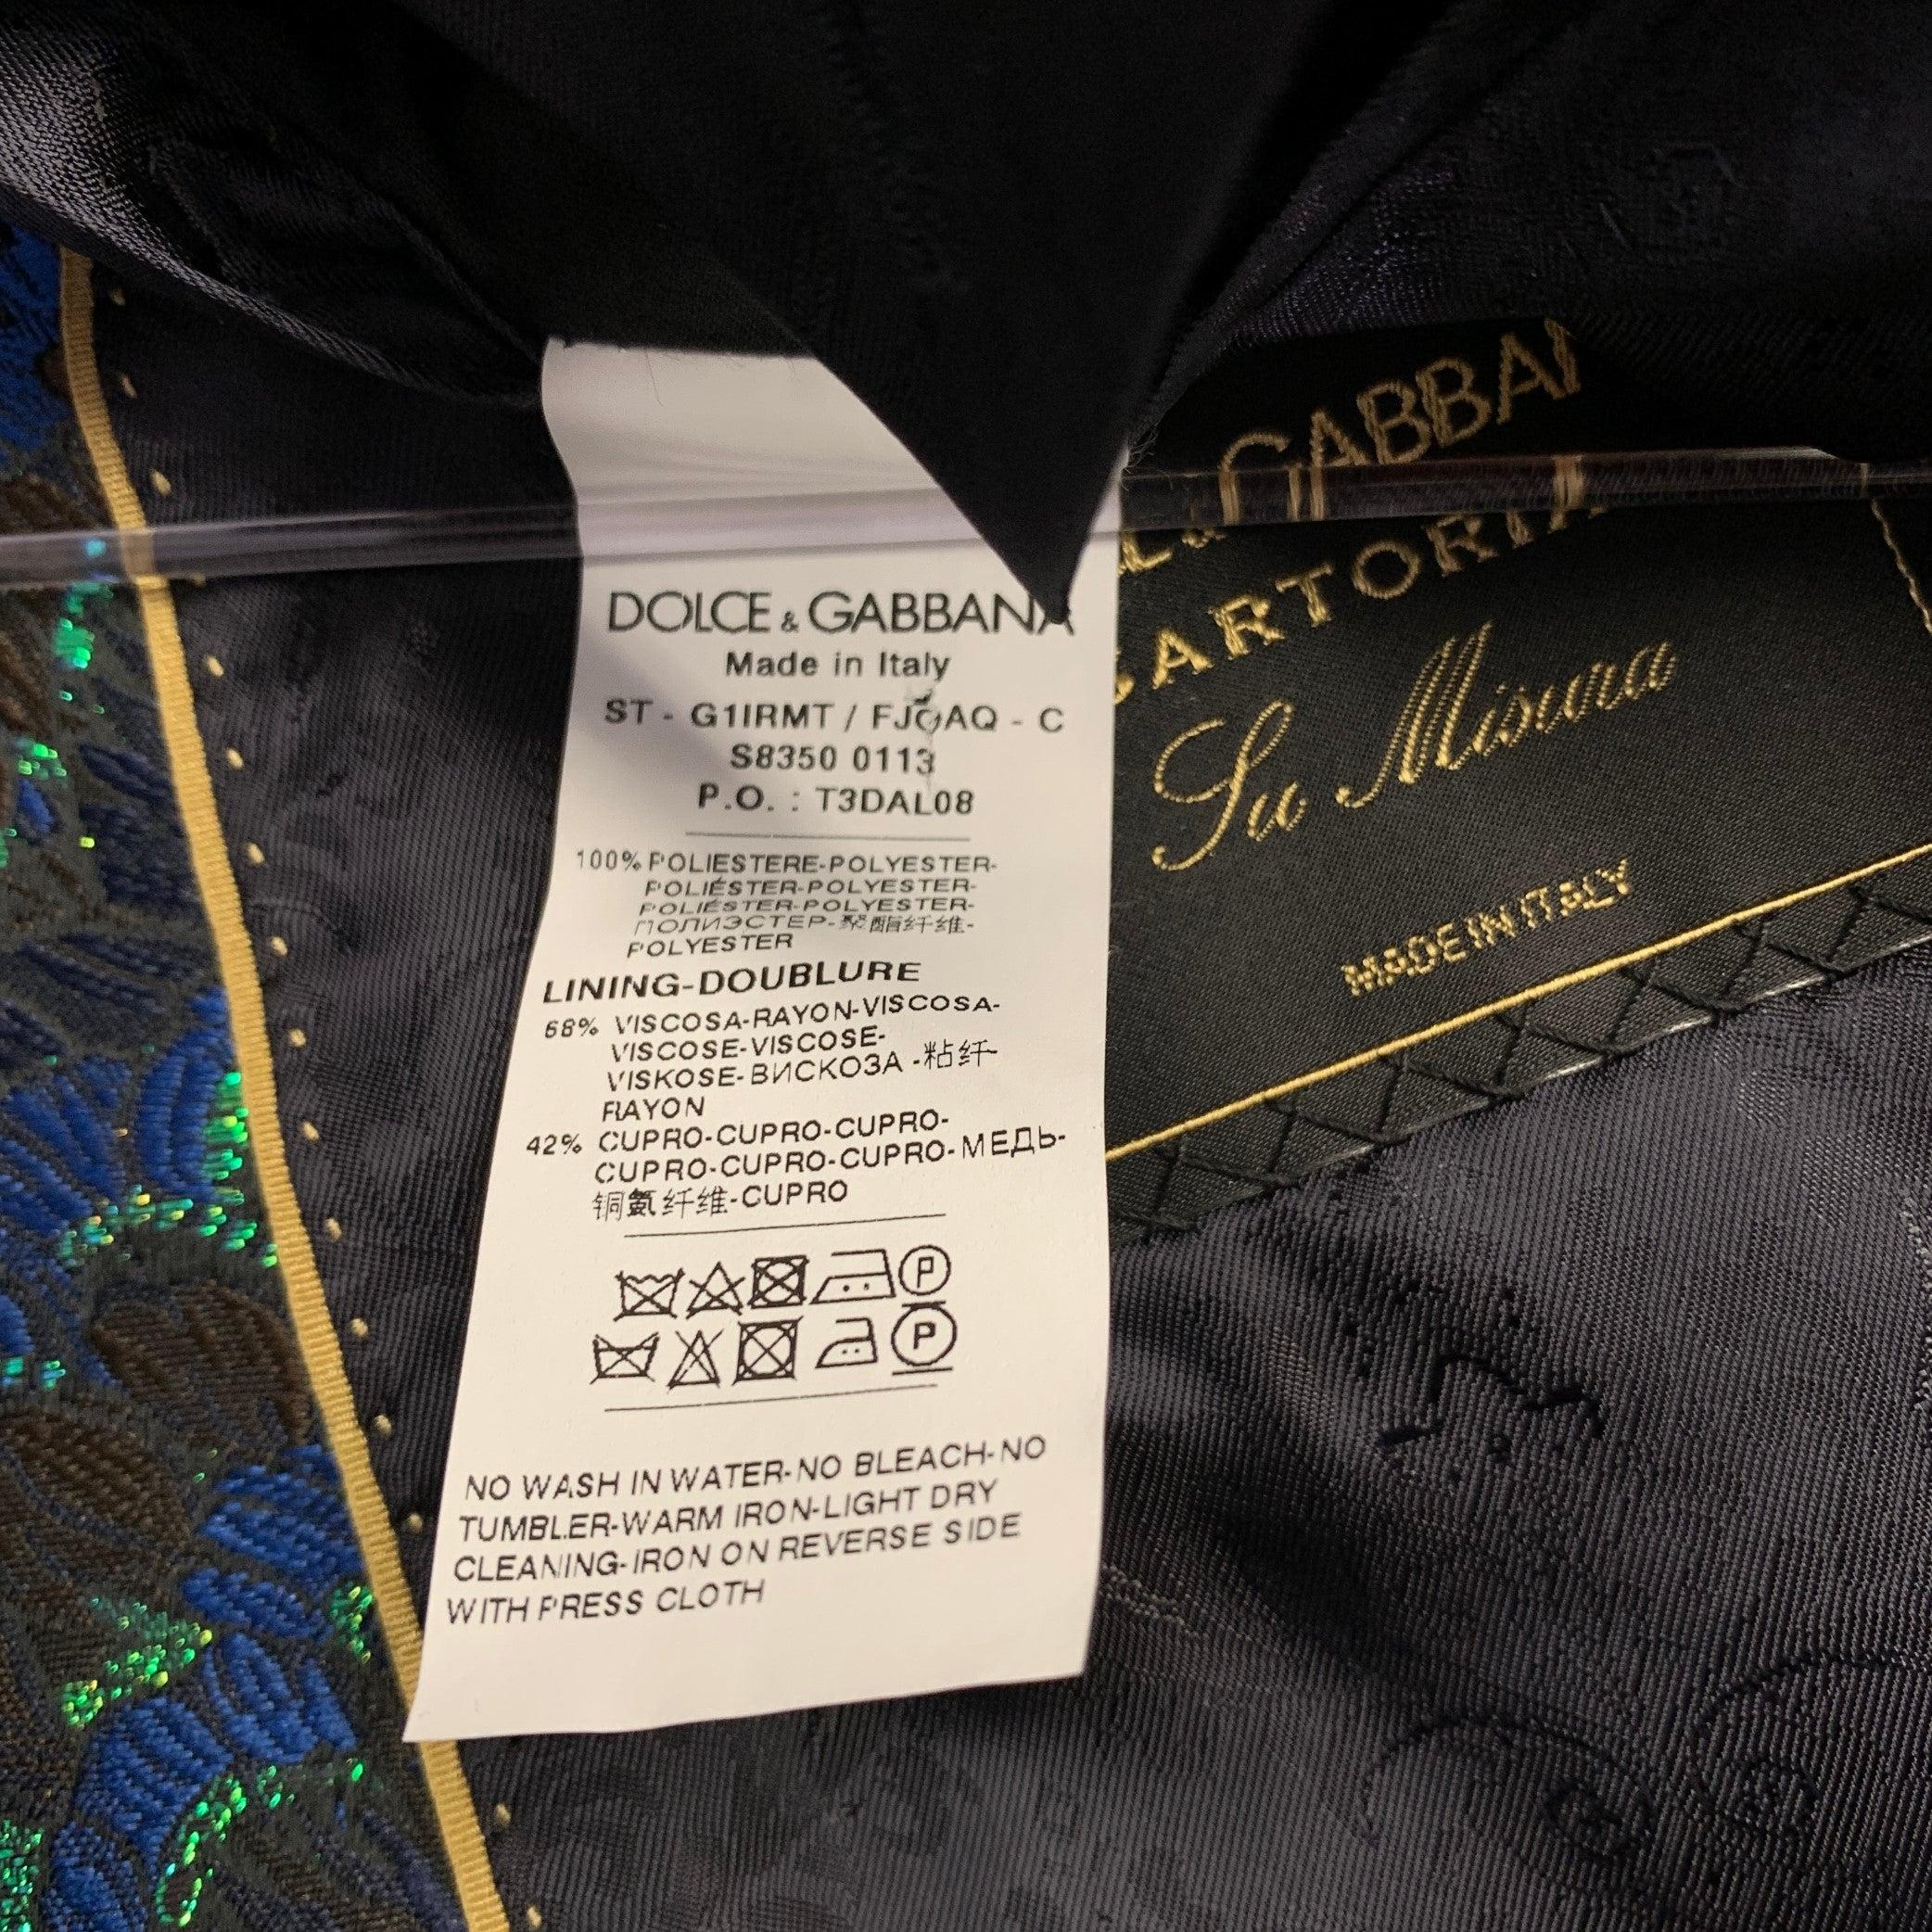 DOLCE & GABBANA
Made in Italy
ST - G1IRMT / FJGAQ - C
S8350 0113
P.O. : T3DAL08
100% POLIESTERE-POLYESTER-
POLIÉSTER-POLYESTER-
POLIÉSTER-POLYESTER-
ПОЛИЭСТЕР-聚酯纤维-
POLYESTER
LINING-DOUBLURE
58% VISCOSA-RAYON-VISCOSA-
VISCOSE-VISCOSE-
VISKOSE-ВИСКОЗА -粘纤-
RAYON
42% CUPRO-CUPRO-CUPRO-
CUPRO-CUPRO-CUPRO-МЕДЬ-
铜氨纤维-CUPRO
P
P
NO WASH IN WATER-NO BLEACH-NO
TUMBLER-WARM IRON-LIGHT DRY
CLEANING-IRON ON REVERSE SIDE
WITH PRESS CLOTH
& GABBAN
SARTORIA
Su Misura
MADE IN ITALY